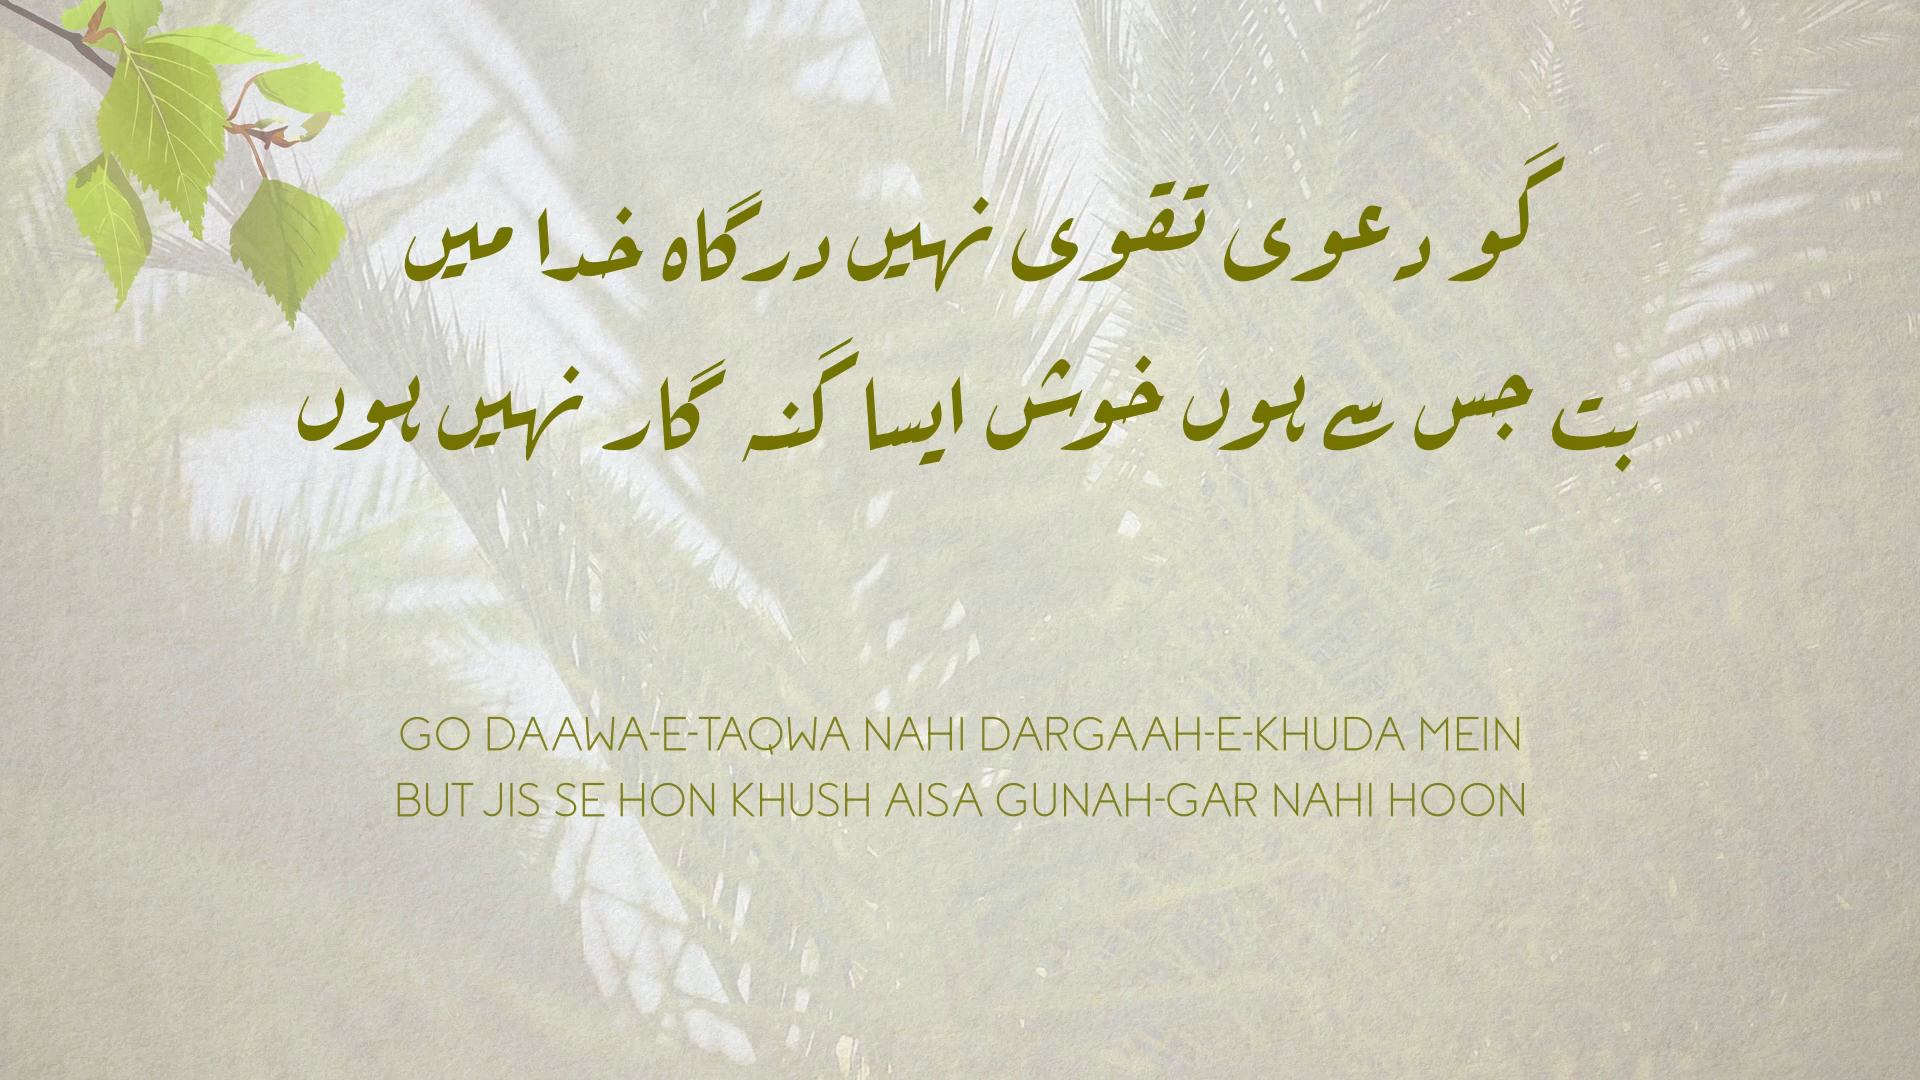 گو دعوی تقوی نہیں درگاہ خدا میں
بت جس سے ہوں خوش ایسا گنہ گار نہیں ہوں
GO DAAWA-E-TAQWA NAHI DARGAAH-E-KHUDA MEIN
BUT JIS SE HON KHUSH AISA GUNAH-GAR NAHI HOON